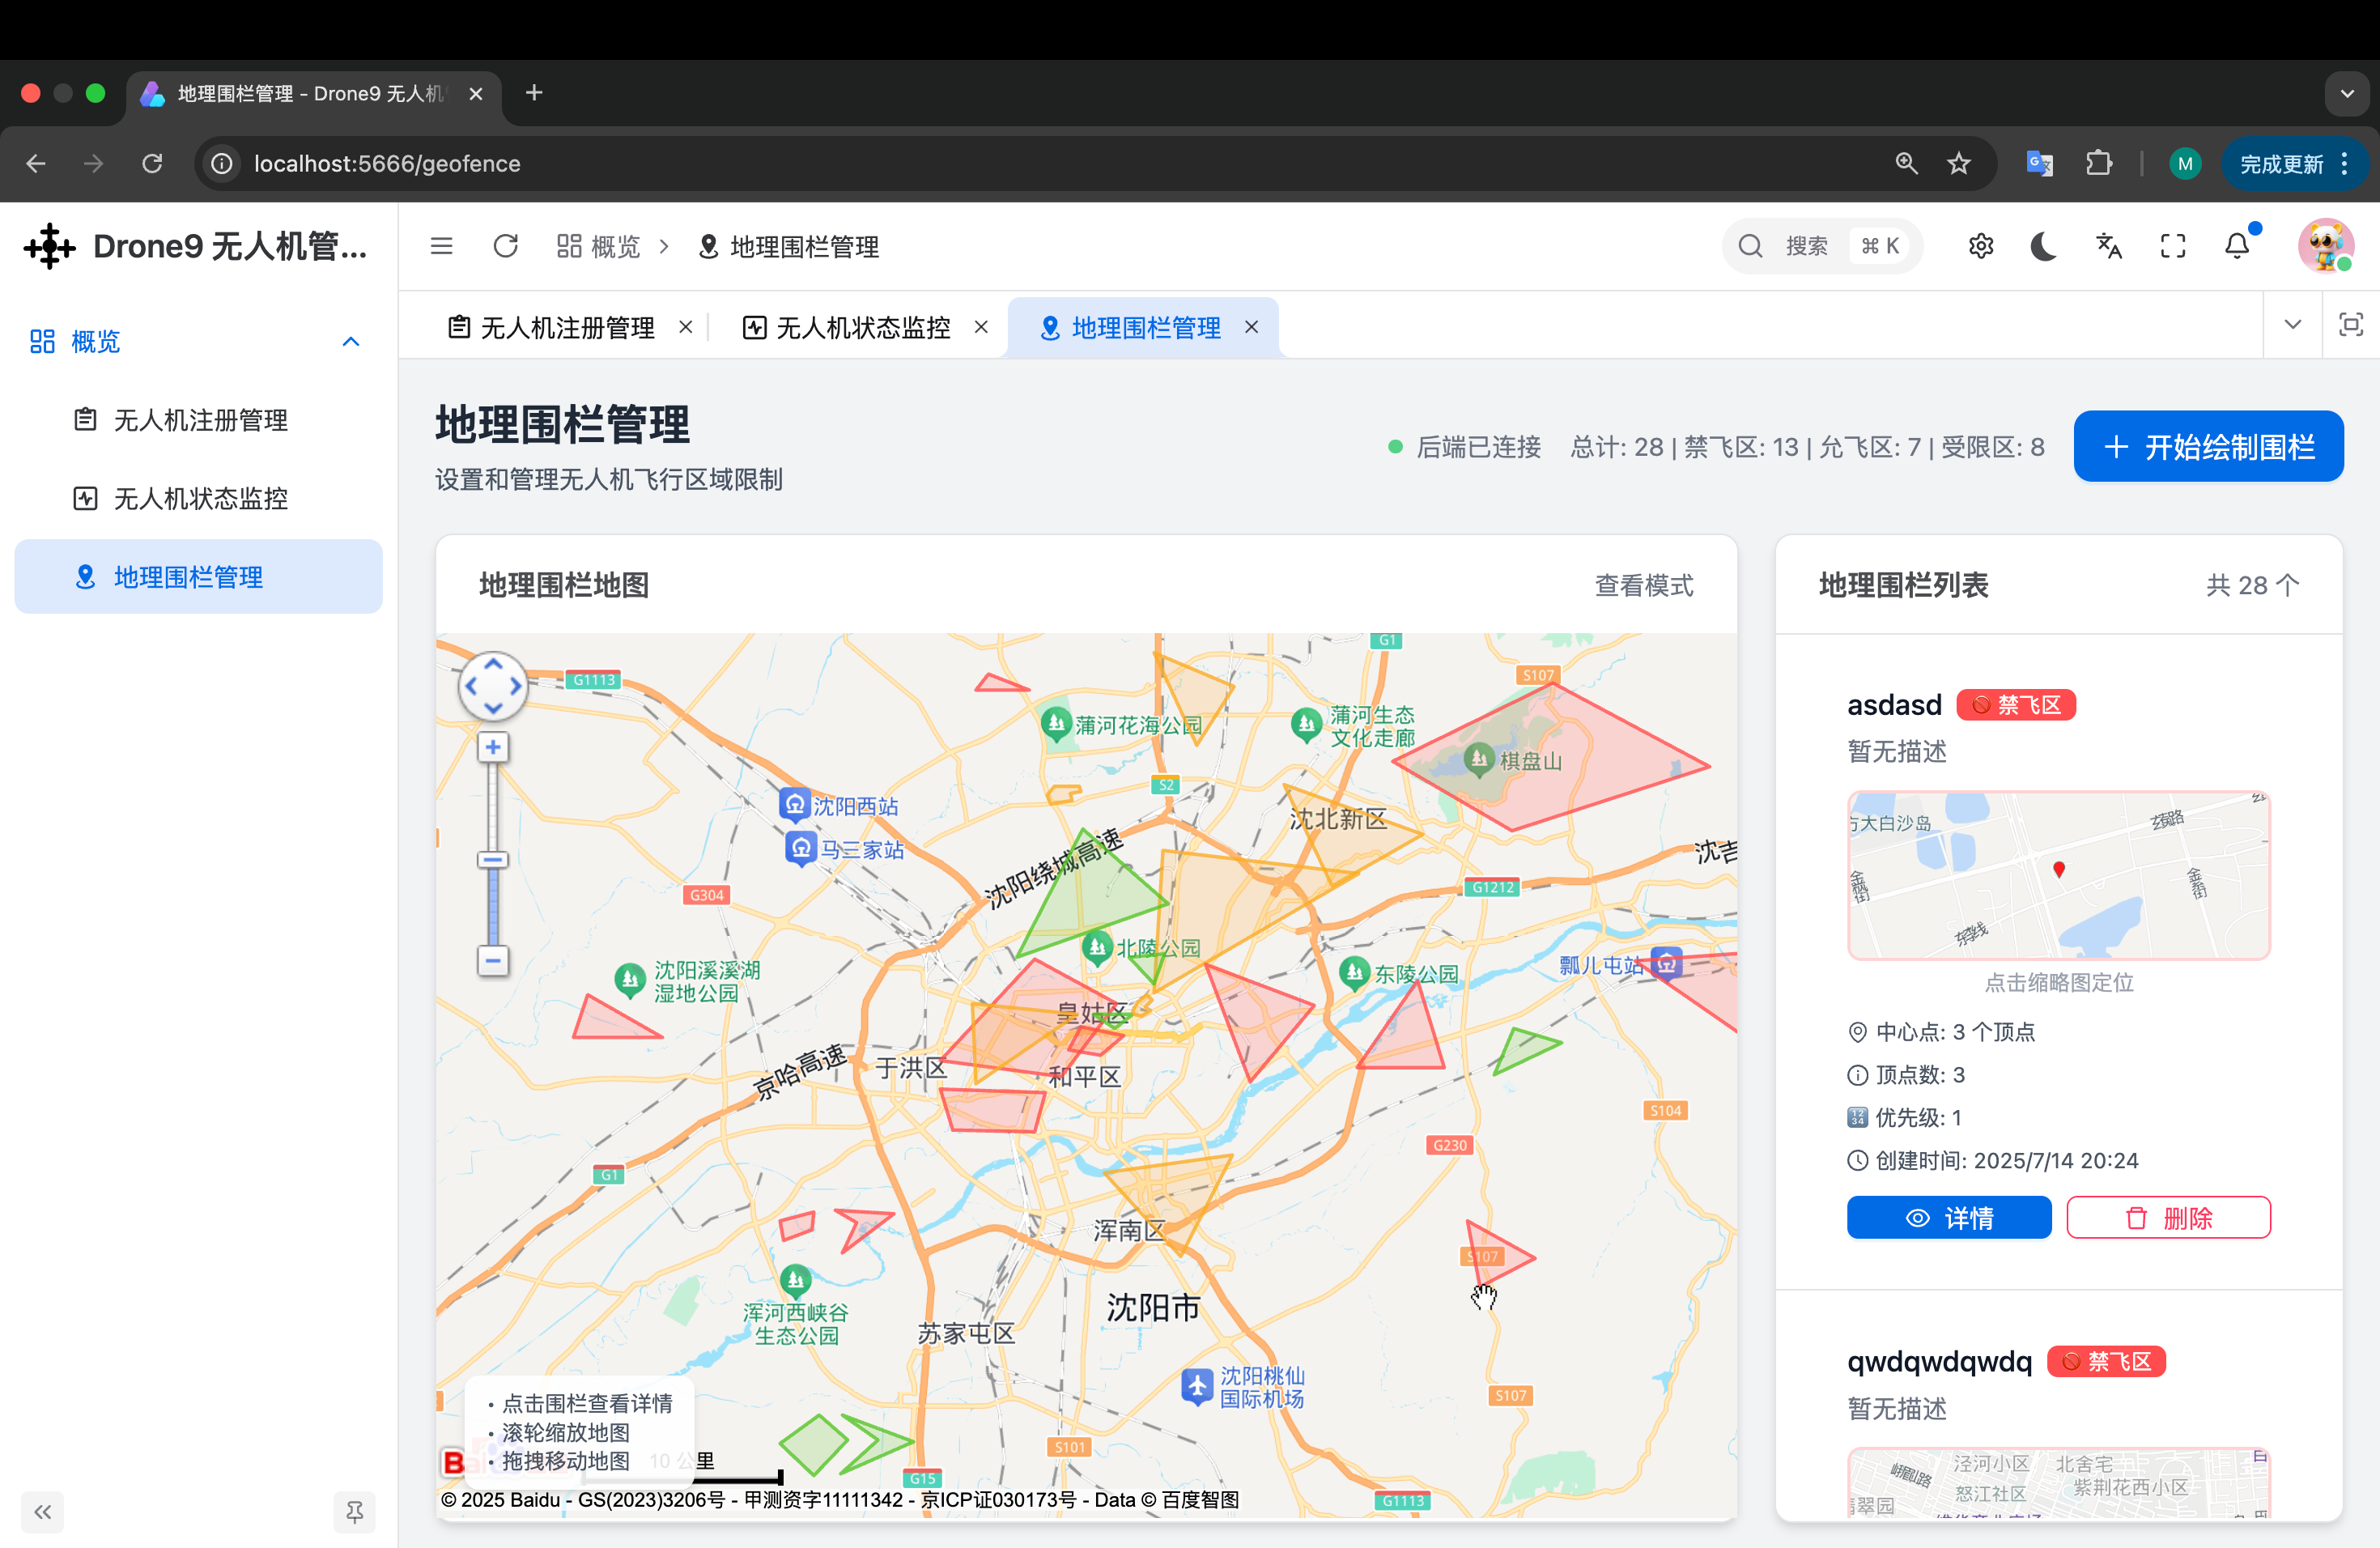 地理围栏管理 - Drone9 无人机
localhost:5666/geofence
M
完成更新
Drone9 无人机管...
概览
地理围栏管理
搜索
⌘ K
概览
无人机注册管理
无人机状态监控
地理围栏管理
无人机注册管理
无人机状态监控
地理围栏管理
地理围栏管理
设置和管理无人机飞行区域限制
后端已连接
总计: 28 | 禁飞区: 13 | 允飞区: 7 | 受限区: 8
开始绘制围栏
地理围栏地图
查看模式
G1
G1113
S107
蒲河花海公园
蒲河生态
文化走廊
棋盘山
S2
沈阳西站
沈北新区
马三家站
沈阳绕城高速
沈吉
G304
G1212
北陵公园
沈阳溪溪湖
湿地公园
东陵公园
瓢儿屯站
皇姑区
京哈高速
于洪区
和平区
S104
G230
G1
浑南区
S107
浑河西峡谷
生态公园
沈阳市
苏家屯区
沈阳桃仙
国际机场
S107
S101
G15
G1113
• 点击围栏查看详情
• 滚轮缩放地图
• 拖拽移动地图
10 公里
© 2025 Baidu - GS(2023)3206号 - 甲测资字11111342 - 京ICP证030173号 - Data © 百度智图
地理围栏列表
共 28 个
asdasd
禁飞区
暂无描述
方大白沙岛
点击缩略图定位
中心点: 3 个顶点
顶点数: 3
优先级: 1
创建时间: 2025/7/14 20:24
详情
删除
qwdqwdqwdq
禁飞区
暂无描述
泾河小区
北舍宅
怒江社区
紫荆花西小区
翡翠园